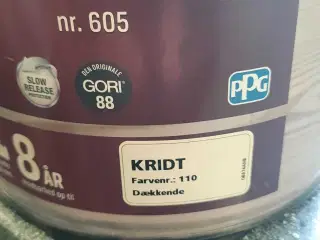 nr. 605
SLOW
RELEASE
DEN ORIGINALE
GORI
88
PPG
8 ÅR
KRIDT
Farvenr.: 110
Dækkende